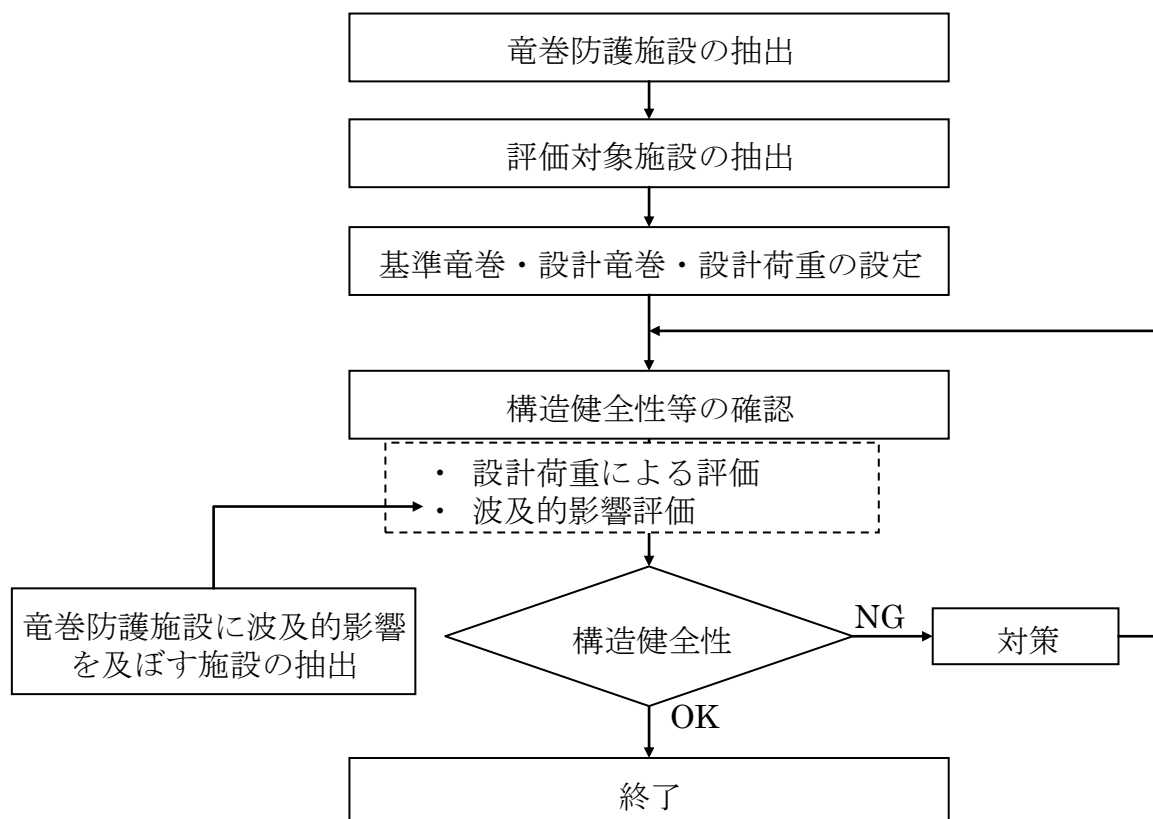 竜巻防護施設の抽出
評価対象施設の抽出
基準竜巻・設計竜巻・設計荷重の設定
構造健全性等の確認
・ 設計荷重による評価
・ 波及的影響評価
竜巻防護施設に波及的影響
を及ぼす施設の抽出
構造健全性
NG
対策
OK
終了